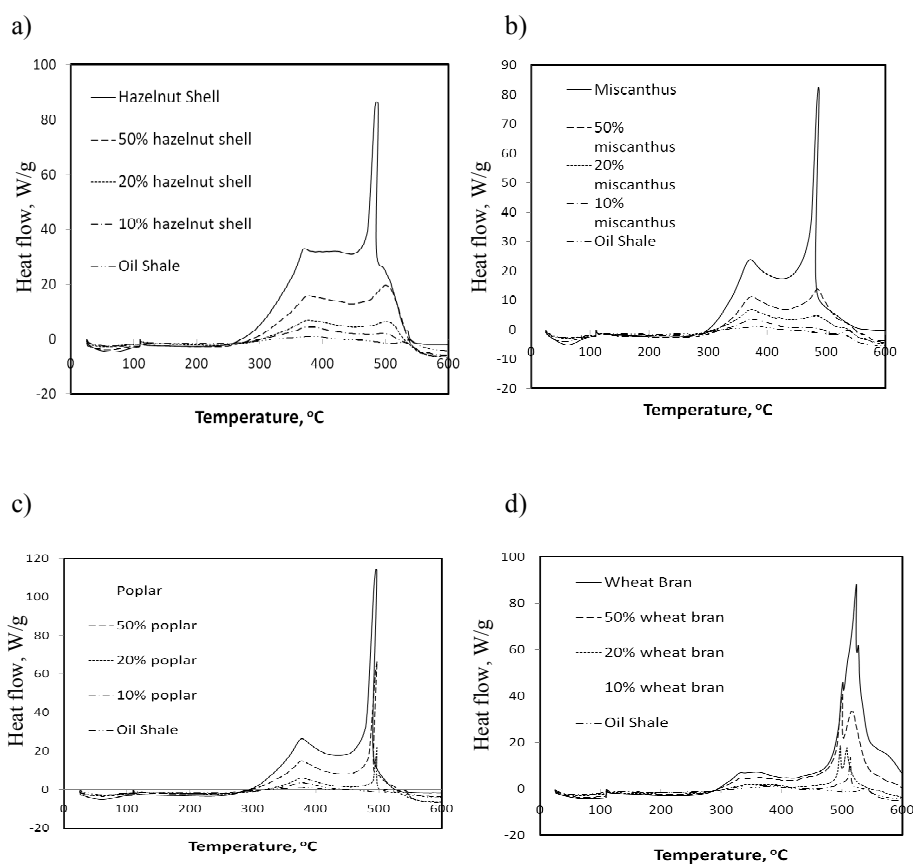 a)
b)
100
80
60
40
20
0
-20
Heat flow, W/g
Hazelnut Shell
50% hazelnut shell
20% hazelnut shell
10% hazelnut shell
Oil Shale
0 100 200 300 400 500 600
Temperature, °C
90
80
70
60
50
40
30
20
10
0
-10
-20
Heat flow, W/g
Miscanthus
50%
miscanthus
20%
miscanthus
10%
miscanthus
Oil Shale
0 100 200 300 400 500 600
Temperature, °C
c)
d)
120
100
80
60
40
20
0
-20
Heat flow, W/g
Poplar
50% poplar
20% poplar
10% poplar
Oil Shale
0 100 200 300 400 500 600
Temperature, °C
100
80
60
40
20
0
-20
Heat flow, W/g
Wheat Bran
50% wheat bran
20% wheat bran
10% wheat bran
Oil Shale
0 100 200 300 400 500 600
Temperature, °C